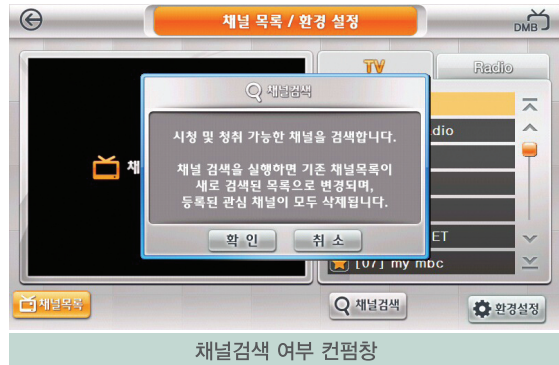 채널 목록 / 환경 설정
DMB
TV
Radio
채널검색
시청 및 청취 가능한 채널을 검색합니다.
채널 검색을 실행하면 기존 채널목록이
새로 검색된 목록으로 변경되며,
등록된 관심 채널이 모두 삭제됩니다.
확 인
취 소
[07] my mbc
채널목록
채널검색
환경설정
채널검색 여부 컨펌창